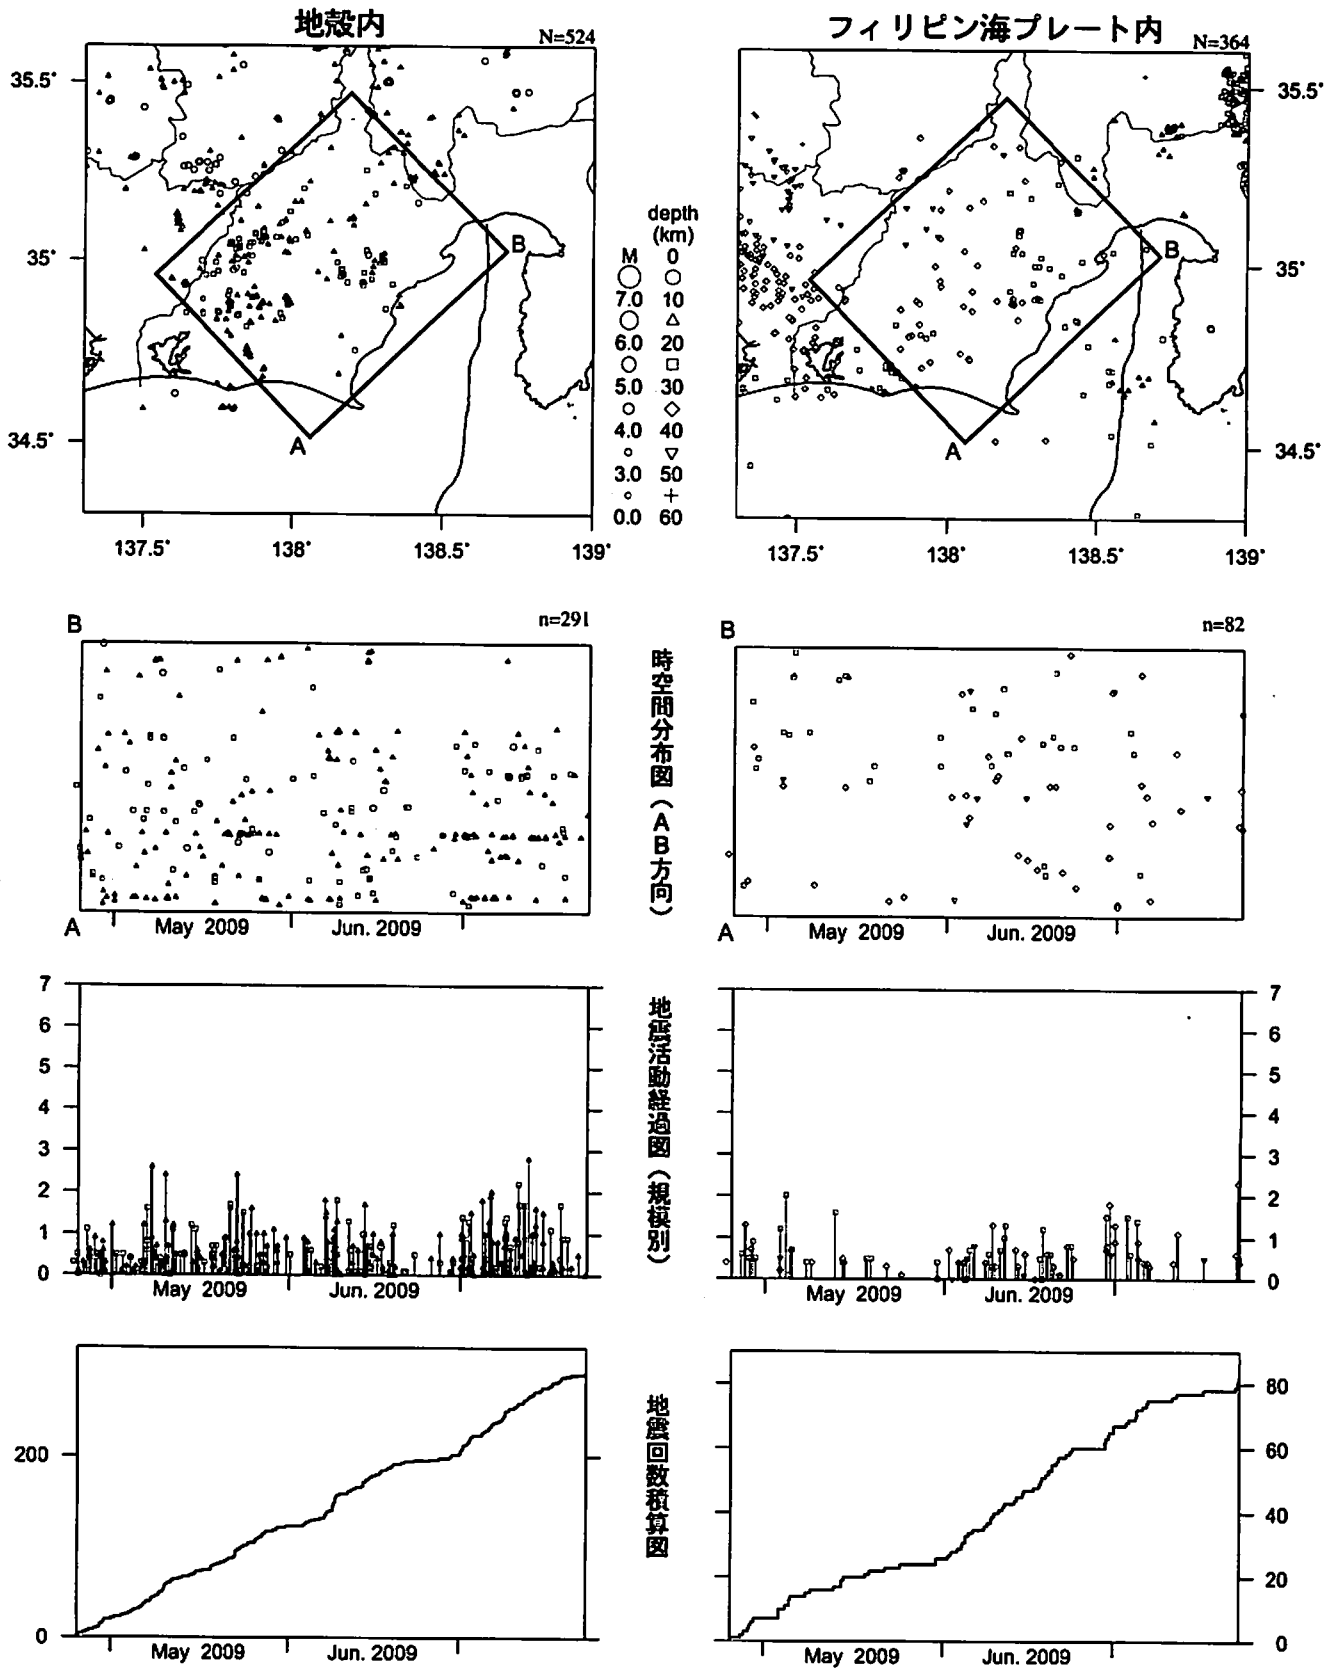 地殻内
N=524
35.5°
35°
34.5°
137.5°
138°
138.5°
139°
A
B
フィリピン海プレート内
N=364
35.5°
35°
34.5°
137.5°
138°
138.5°
139°
A
B
depth
(km)
M
0
7.0
10
6.0
20
5.0
30
4.0
40
3.0
50
0.0
60
B
n=291
A
May 2009
Jun. 2009
時空間分布図(AB方向)
B
n=82
A
May 2009
Jun. 2009
7
6
5
4
3
2
1
0
May 2009
Jun. 2009
地震活動経過図(規模別)
7
6
5
4
3
2
1
0
May 2009
Jun. 2009
200
0
May 2009
Jun. 2009
地震回数積算図
80
60
40
20
0
May 2009
Jun. 2009